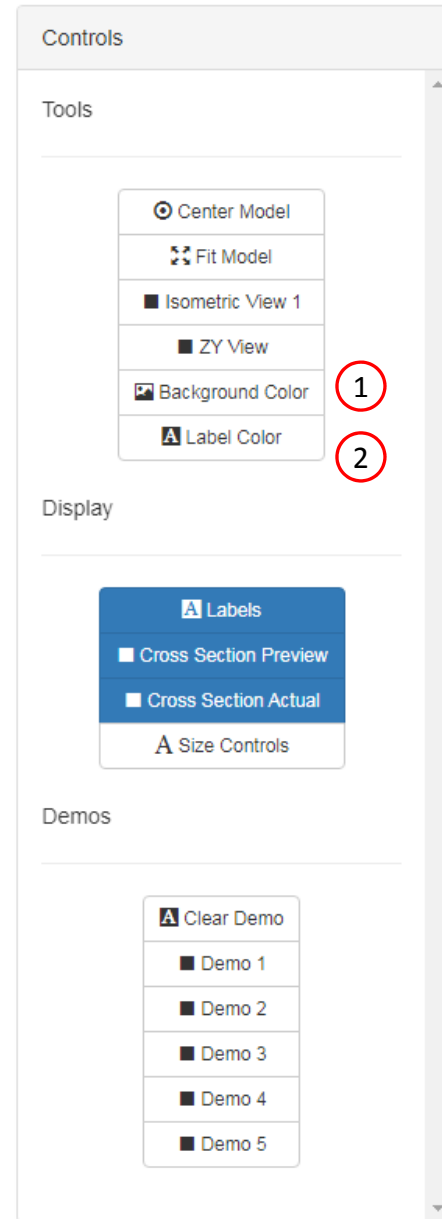 Controls
Tools
Center Model
Fit Model
Isometric View 1
ZY View
Background Color 1
A Label Color
2
Display
A Labels
Cross Section Preview
Cross Section Actual
A Size Controls
Demos
A Clear Demo
Demo 1
Demo 2
Demo 3
Demo 4
Demo 5